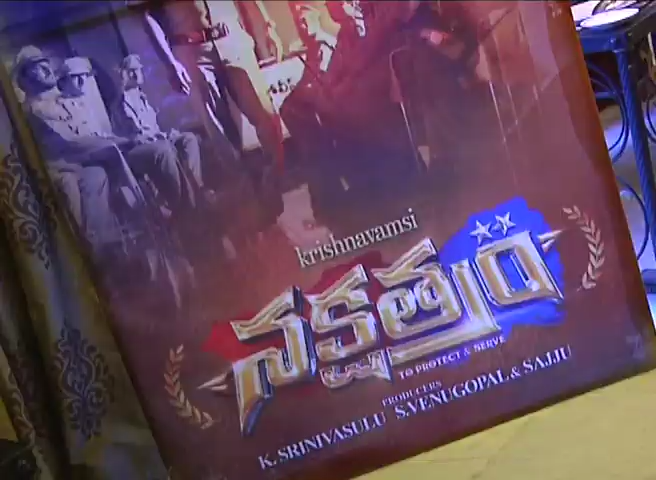 krishnavamsi
నక్షత్రం
TO PROTECT & SERVE
PRODUCERS
K. SRINIVASULU S.VENUGOPAL & SAJJU